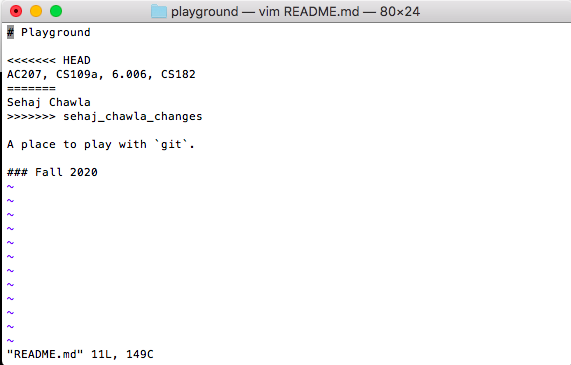 playground — vim README.md — 80×24
# Playground
<<<<<<< HEAD
AC207, CS109a, 6.006, CS182
=======
Sehaj Chawla
>>>>>>> sehaj_chawla_changes
A place to play with `git`.
### Fall 2020
~
~
~
~
~
~
~
~
~
~
~
~
"README.md" 11L, 149C